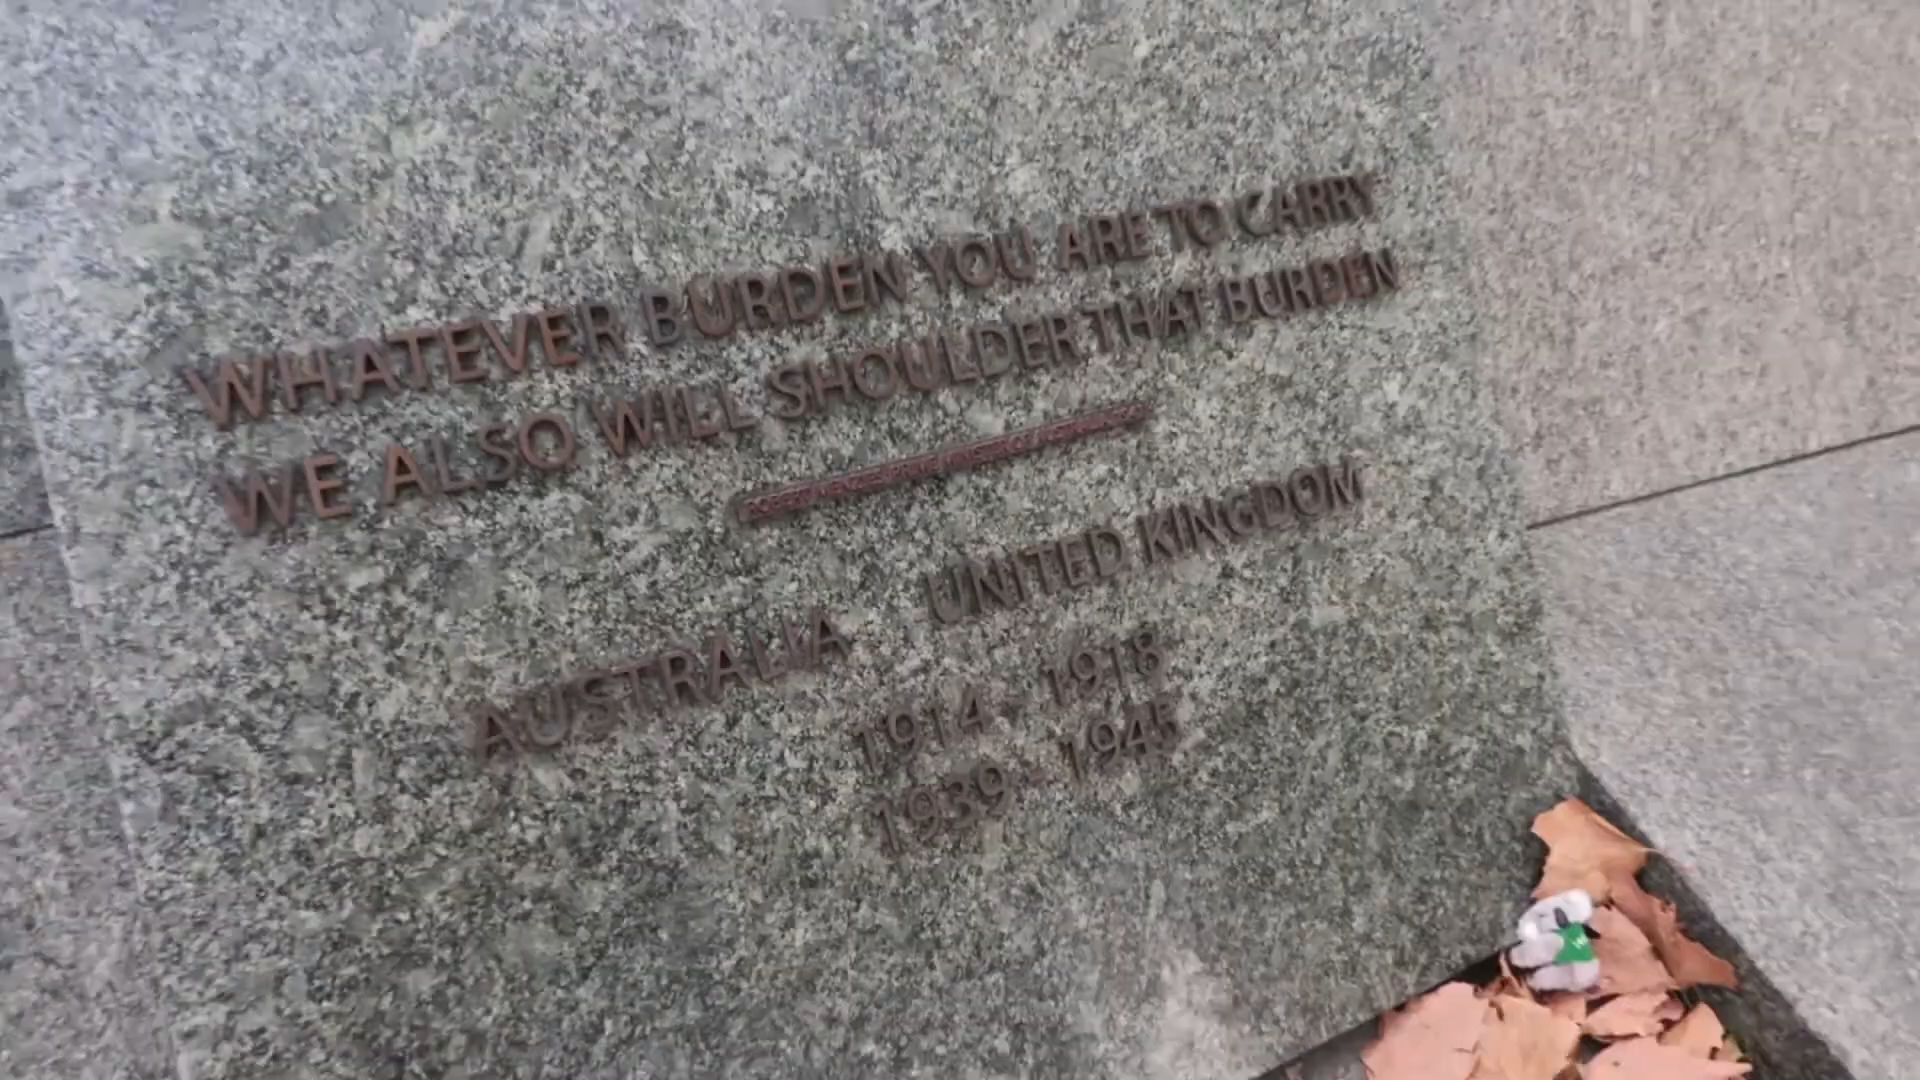 WHATEVER BURDEN YOU ARE TO CARRY
WE ALSO WILL SHOULDER THAT BURDEN
AUSTRALIA UNITED KINGDOM
1914 - 1918
1939 - 1945